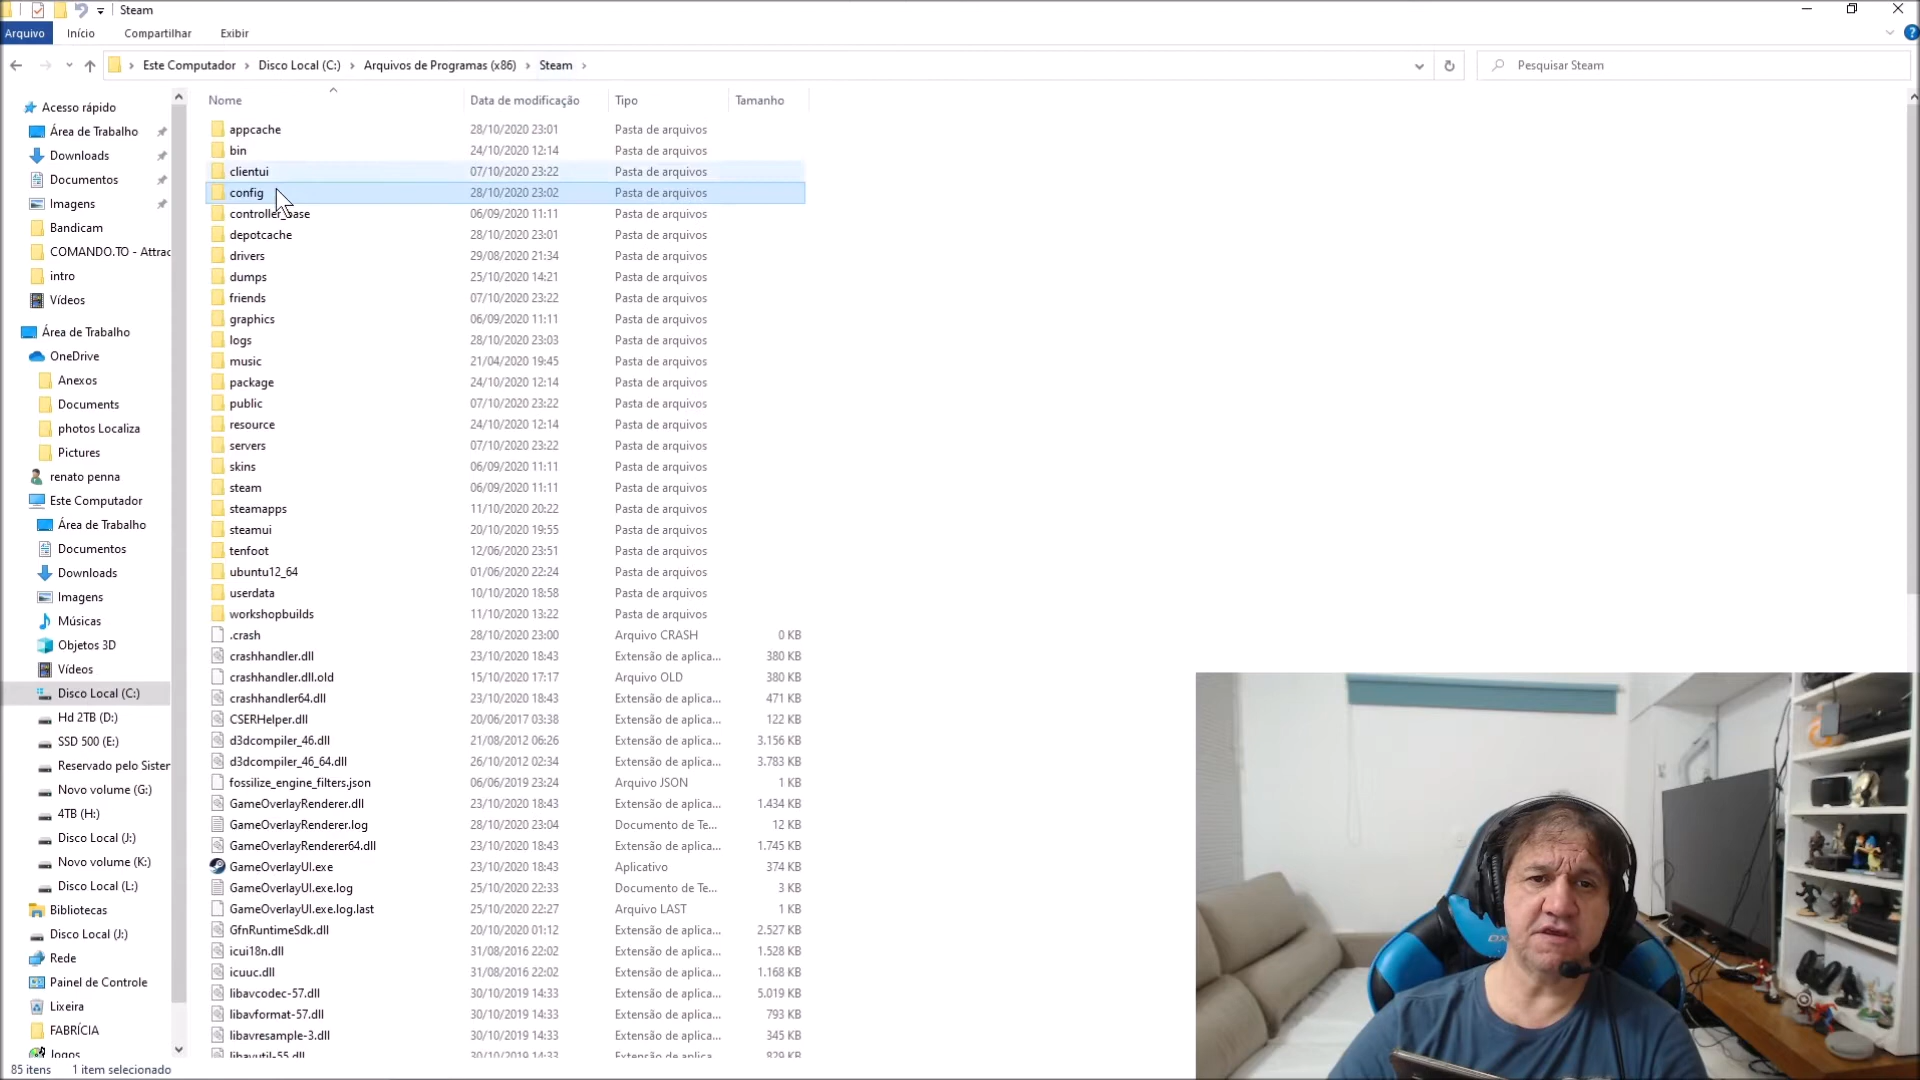 Steam
Arquivo Início Compartilhar Exibir
Este Computador Disco Local (C:) Arquivos de Programas (x86) Steam
Pesquisar Steam
Acesso rápido
Área de Trabalho
Downloads
Documentos
Imagens
Bandicam
COMANDO.TO - Attrac
intro
Vídeos
Área de Trabalho
OneDrive
Anexos
Documents
photos Localiza
Pictures
renato penna
Este Computador
Área de Trabalho
Documentos
Downloads
Imagens
Músicas
Objetos 3D
Vídeos
Disco Local (C:)
Hd 2TB (D:)
SSD 500 (E:)
Reservado pelo Sister
Novo volume (G:)
4TB (H:)
Disco Local (J:)
Novo volume (K:)
Disco Local (L:)
Bibliotecas
Disco Local (J:)
Rede
Painel de Controle
Lixeira
FABRÍCIA
Jogos
Nome Data de modificação Tipo Tamanho
appcache 28/10/2020 23:01 Pasta de arquivos
bin 24/10/2020 12:14 Pasta de arquivos
clientui 07/10/2020 23:22 Pasta de arquivos
config 28/10/2020 23:02 Pasta de arquivos
controller_base 06/09/2020 11:11 Pasta de arquivos
depotcache 28/10/2020 23:01 Pasta de arquivos
drivers 29/08/2020 21:34 Pasta de arquivos
dumps 25/10/2020 14:21 Pasta de arquivos
friends 07/10/2020 23:22 Pasta de arquivos
graphics 06/09/2020 11:11 Pasta de arquivos
logs 28/10/2020 23:03 Pasta de arquivos
music 21/04/2020 19:45 Pasta de arquivos
package 24/10/2020 12:14 Pasta de arquivos
public 07/10/2020 23:22 Pasta de arquivos
resource 24/10/2020 12:14 Pasta de arquivos
servers 07/10/2020 23:22 Pasta de arquivos
skins 06/09/2020 11:11 Pasta de arquivos
steam 06/09/2020 11:11 Pasta de arquivos
steamapps 11/10/2020 20:22 Pasta de arquivos
steamui 20/10/2020 19:55 Pasta de arquivos
tenfoot 12/06/2020 23:51 Pasta de arquivos
ubuntu12_64 01/06/2020 22:24 Pasta de arquivos
userdata 10/10/2020 18:58 Pasta de arquivos
workshopbuilds 11/10/2020 13:22 Pasta de arquivos
.crash 28/10/2020 23:00 Arquivo CRASH 0 KB
crashhandler.dll 23/10/2020 18:43 Extensão de aplica... 380 KB
crashhandler.dll.old 15/10/2020 17:17 Arquivo OLD 380 KB
crashhandler64.dll 23/10/2020 18:43 Extensão de aplica... 471 KB
CSERHelper.dll 20/06/2017 03:38 Extensão de aplica... 122 KB
d3dcompiler_46.dll 21/08/2012 06:26 Extensão de aplica... 3.156 KB
d3dcompiler_46_64.dll 26/10/2012 02:34 Extensão de aplica... 3.783 KB
fossilize_engine_filters.json 06/06/2019 23:24 Arquivo JSON 1 KB
GameOverlayRenderer.dll 23/10/2020 18:43 Extensão de aplica... 1.434 KB
GameOverlayRenderer.log 28/10/2020 23:04 Documento de Te... 12 KB
GameOverlayRenderer64.dll 23/10/2020 18:43 Extensão de aplica... 1.745 KB
GameOverlayUI.exe 23/10/2020 18:43 Aplicativo 374 KB
GameOverlayUI.exe.log 25/10/2020 22:33 Documento de Te... 3 KB
GameOverlayUI.exe.log.last 25/10/2020 22:27 Arquivo LAST 1 KB
GfnRuntimeSdk.dll 20/10/2020 01:12 Extensão de aplica... 2.527 KB
icui18n.dll 31/08/2016 22:02 Extensão de aplica... 1.528 KB
icuuc.dll 31/08/2016 22:02 Extensão de aplica... 1.168 KB
libavcodec-57.dll 30/10/2019 14:33 Extensão de aplica... 5.019 KB
libavformat-57.dll 30/10/2019 14:33 Extensão de aplica... 793 KB
libavresample-3.dll 30/10/2019 14:33 Extensão de aplica... 345 KB
libavutil-55.dll 30/10/2019 14:33 Extensão de aplica... 829 KB
85 itens 1 item selecionado